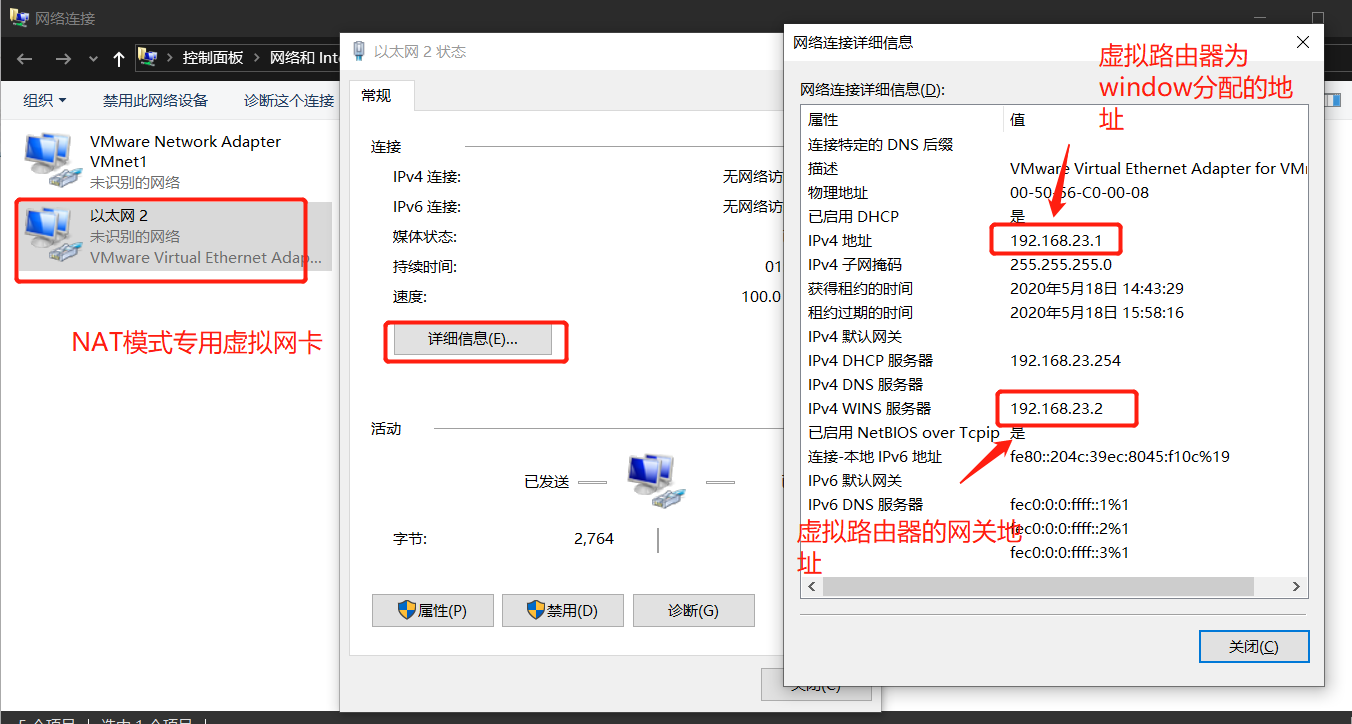 网络连接
控制面板
网络和 Int
组织
禁用此网络设备
诊断这个连接
VMware Network Adapter
VMnet1
未识别的网络
以太网 2
未识别的网络
VMware Virtual Ethernet Adap...
NAT模式专用虚拟网卡
以太网 2 状态
常规
连接
IPv4 连接:
无网络访
IPv6 连接:
无网络访
媒体状态:
持续时间:
01
速度:
100.0
详细信息(E)...
活动
已发送
字节:
2,764
属性(P)
禁用(D)
诊断(G)
关闭(C)
网络连接详细信息
虚拟路由器为
window分配的地
址
网络连接详细信息(D):
属性 值
连接特定的 DNS 后缀
描述 VMware Virtual Ethernet Adapter for VMr
物理地址 00-50-56-C0-00-08
已启用 DHCP 是
IPv4 地址 192.168.23.1
IPv4 子网掩码 255.255.255.0
获得租约的时间 2020年5月18日 14:43:29
租约过期的时间 2020年5月18日 15:58:16
IPv4 默认网关
IPv4 DHCP 服务器 192.168.23.254
IPv4 DNS 服务器
IPv4 WINS 服务器 192.168.23.2
已启用 NetBIOS over Tcpip 是
连接-本地 IPv6 地址 fe80::204c:39ec:8045:f10c%19
IPv6 默认网关
IPv6 DNS 服务器 fec0:0:0:ffff::1%1
fec0:0:0:ffff::2%1
fec0:0:0:ffff::3%1
虚拟路由器的网关地
址
关闭(C)
5 个项目
选中 1 个项目